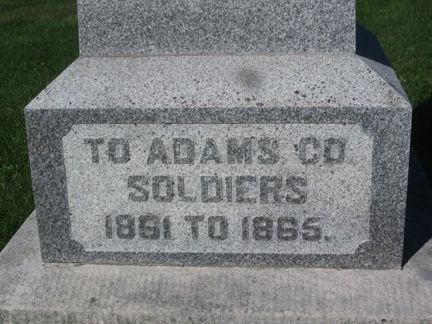 TO ADAMS CO.
SOLDIERS
1861 TO 1865.